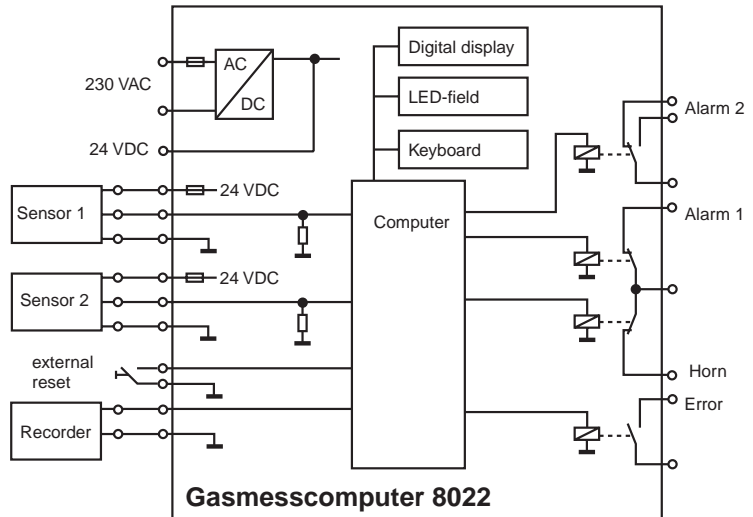 AC
DC
230 VAC
24 VDC
Digital display
LED-field
Keyboard
Alarm 2
Sensor 1
24 VDC
Computer
Alarm 1
Sensor 2
24 VDC
external
reset
Horn
Error
Recorder
Gasmesscomputer 8022